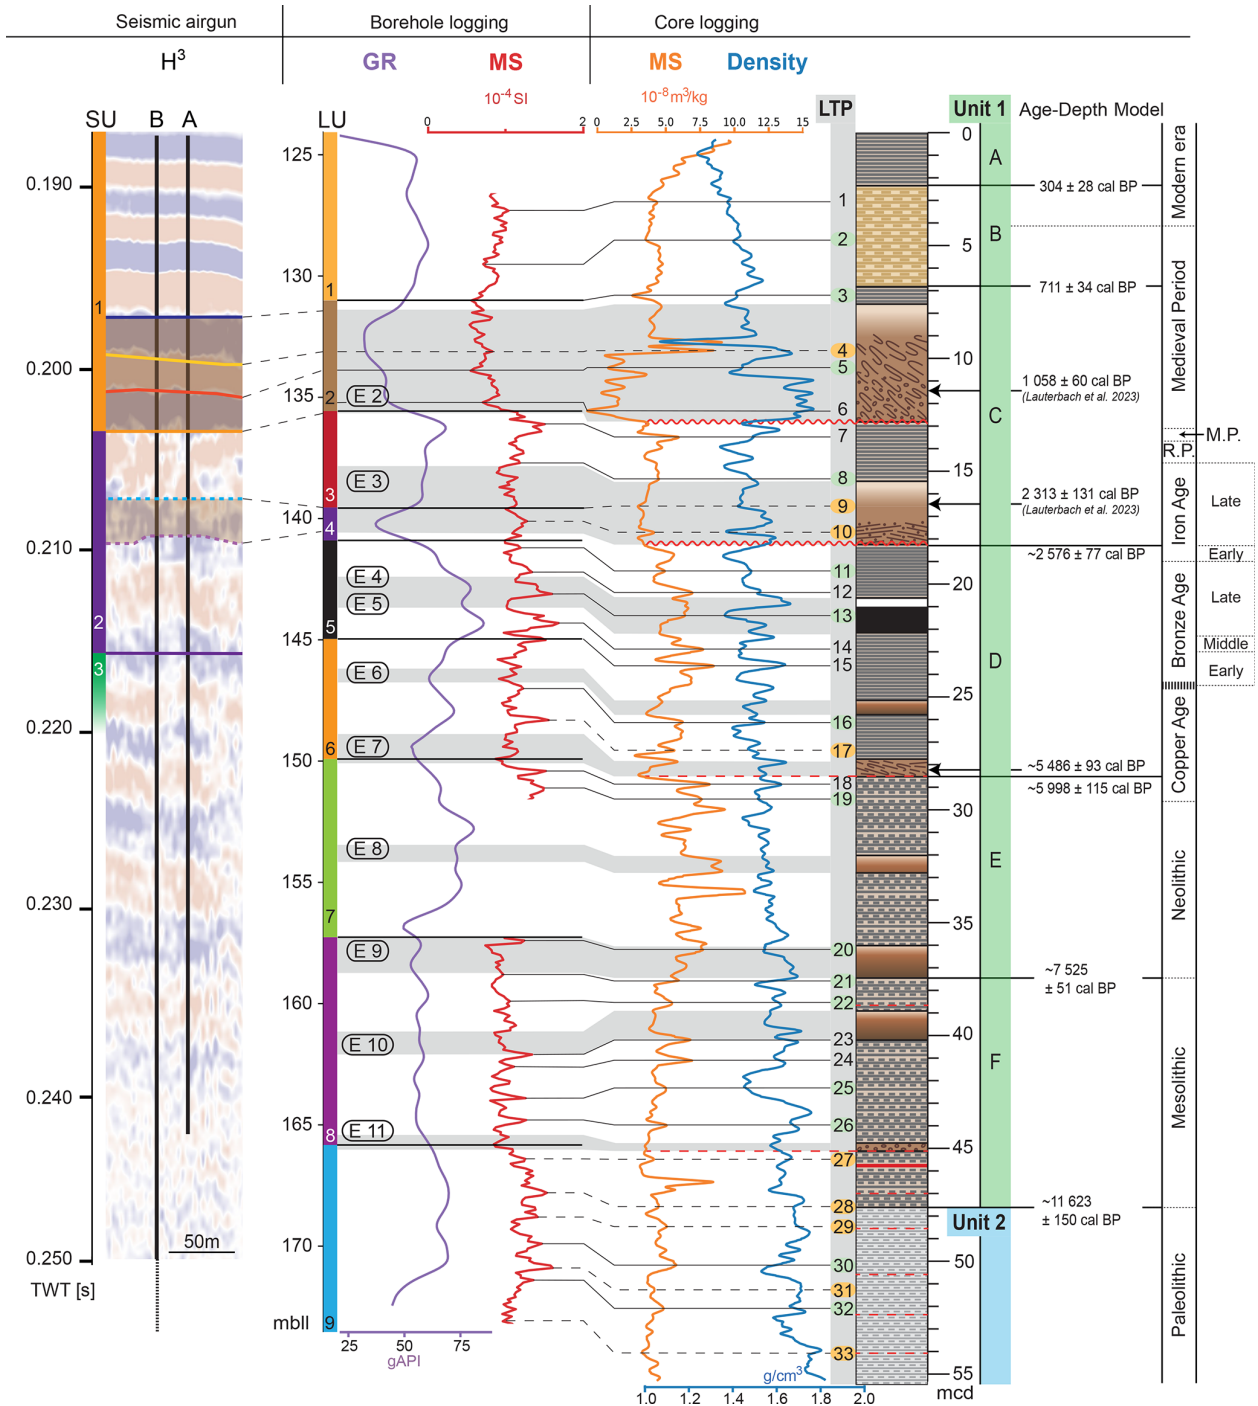 Seismic airgun
Borehole logging
Core logging
H³
GR
MS
MS
Density
10⁻⁴ SI
10⁻⁸ m³/kg
SU
B
A
LU
0
2
0
2.5
5.0
7.5
10.0
12.5
15
LTP
Unit 1
Age-Depth Model
0.190
0.200
0.210
0.220
0.230
0.240
0.250
TWT [s]
50m
1
2
3
125
130
135
140
145
150
155
160
165
170
mbll
1
2
3
4
5
6
7
8
9
E 2
E 3
E 4
E 5
E 6
E 7
E 8
E 9
E 10
E 11
25
50
75
gAPI
1
2
3
4
5
6
7
8
9
10
11
12
13
14
15
16
17
18
19
20
21
22
23
24
25
26
27
28
29
30
31
32
33
g/cm³
1.0
1.2
1.4
1.6
1.8
2.0
0
5
10
15
20
25
30
35
40
45
50
55
mcd
A
B
C
D
E
F
Unit 2
304 ± 28 cal BP
711 ± 34 cal BP
1 058 ± 60 cal BP
(Lauterbach et al. 2023)
2 313 ± 131 cal BP
(Lauterbach et al. 2023)
~2 576 ± 77 cal BP
~5 486 ± 93 cal BP
~5 998 ± 115 cal BP
~7 525
± 51 cal BP
~11 623
± 150 cal BP
Modern era
Medieval Period
M.P.
R.P.
Iron Age
Late
Early
Bronze Age
Late
Middle
Early
Copper Age
Neolithic
Mesolithic
Paleolithic